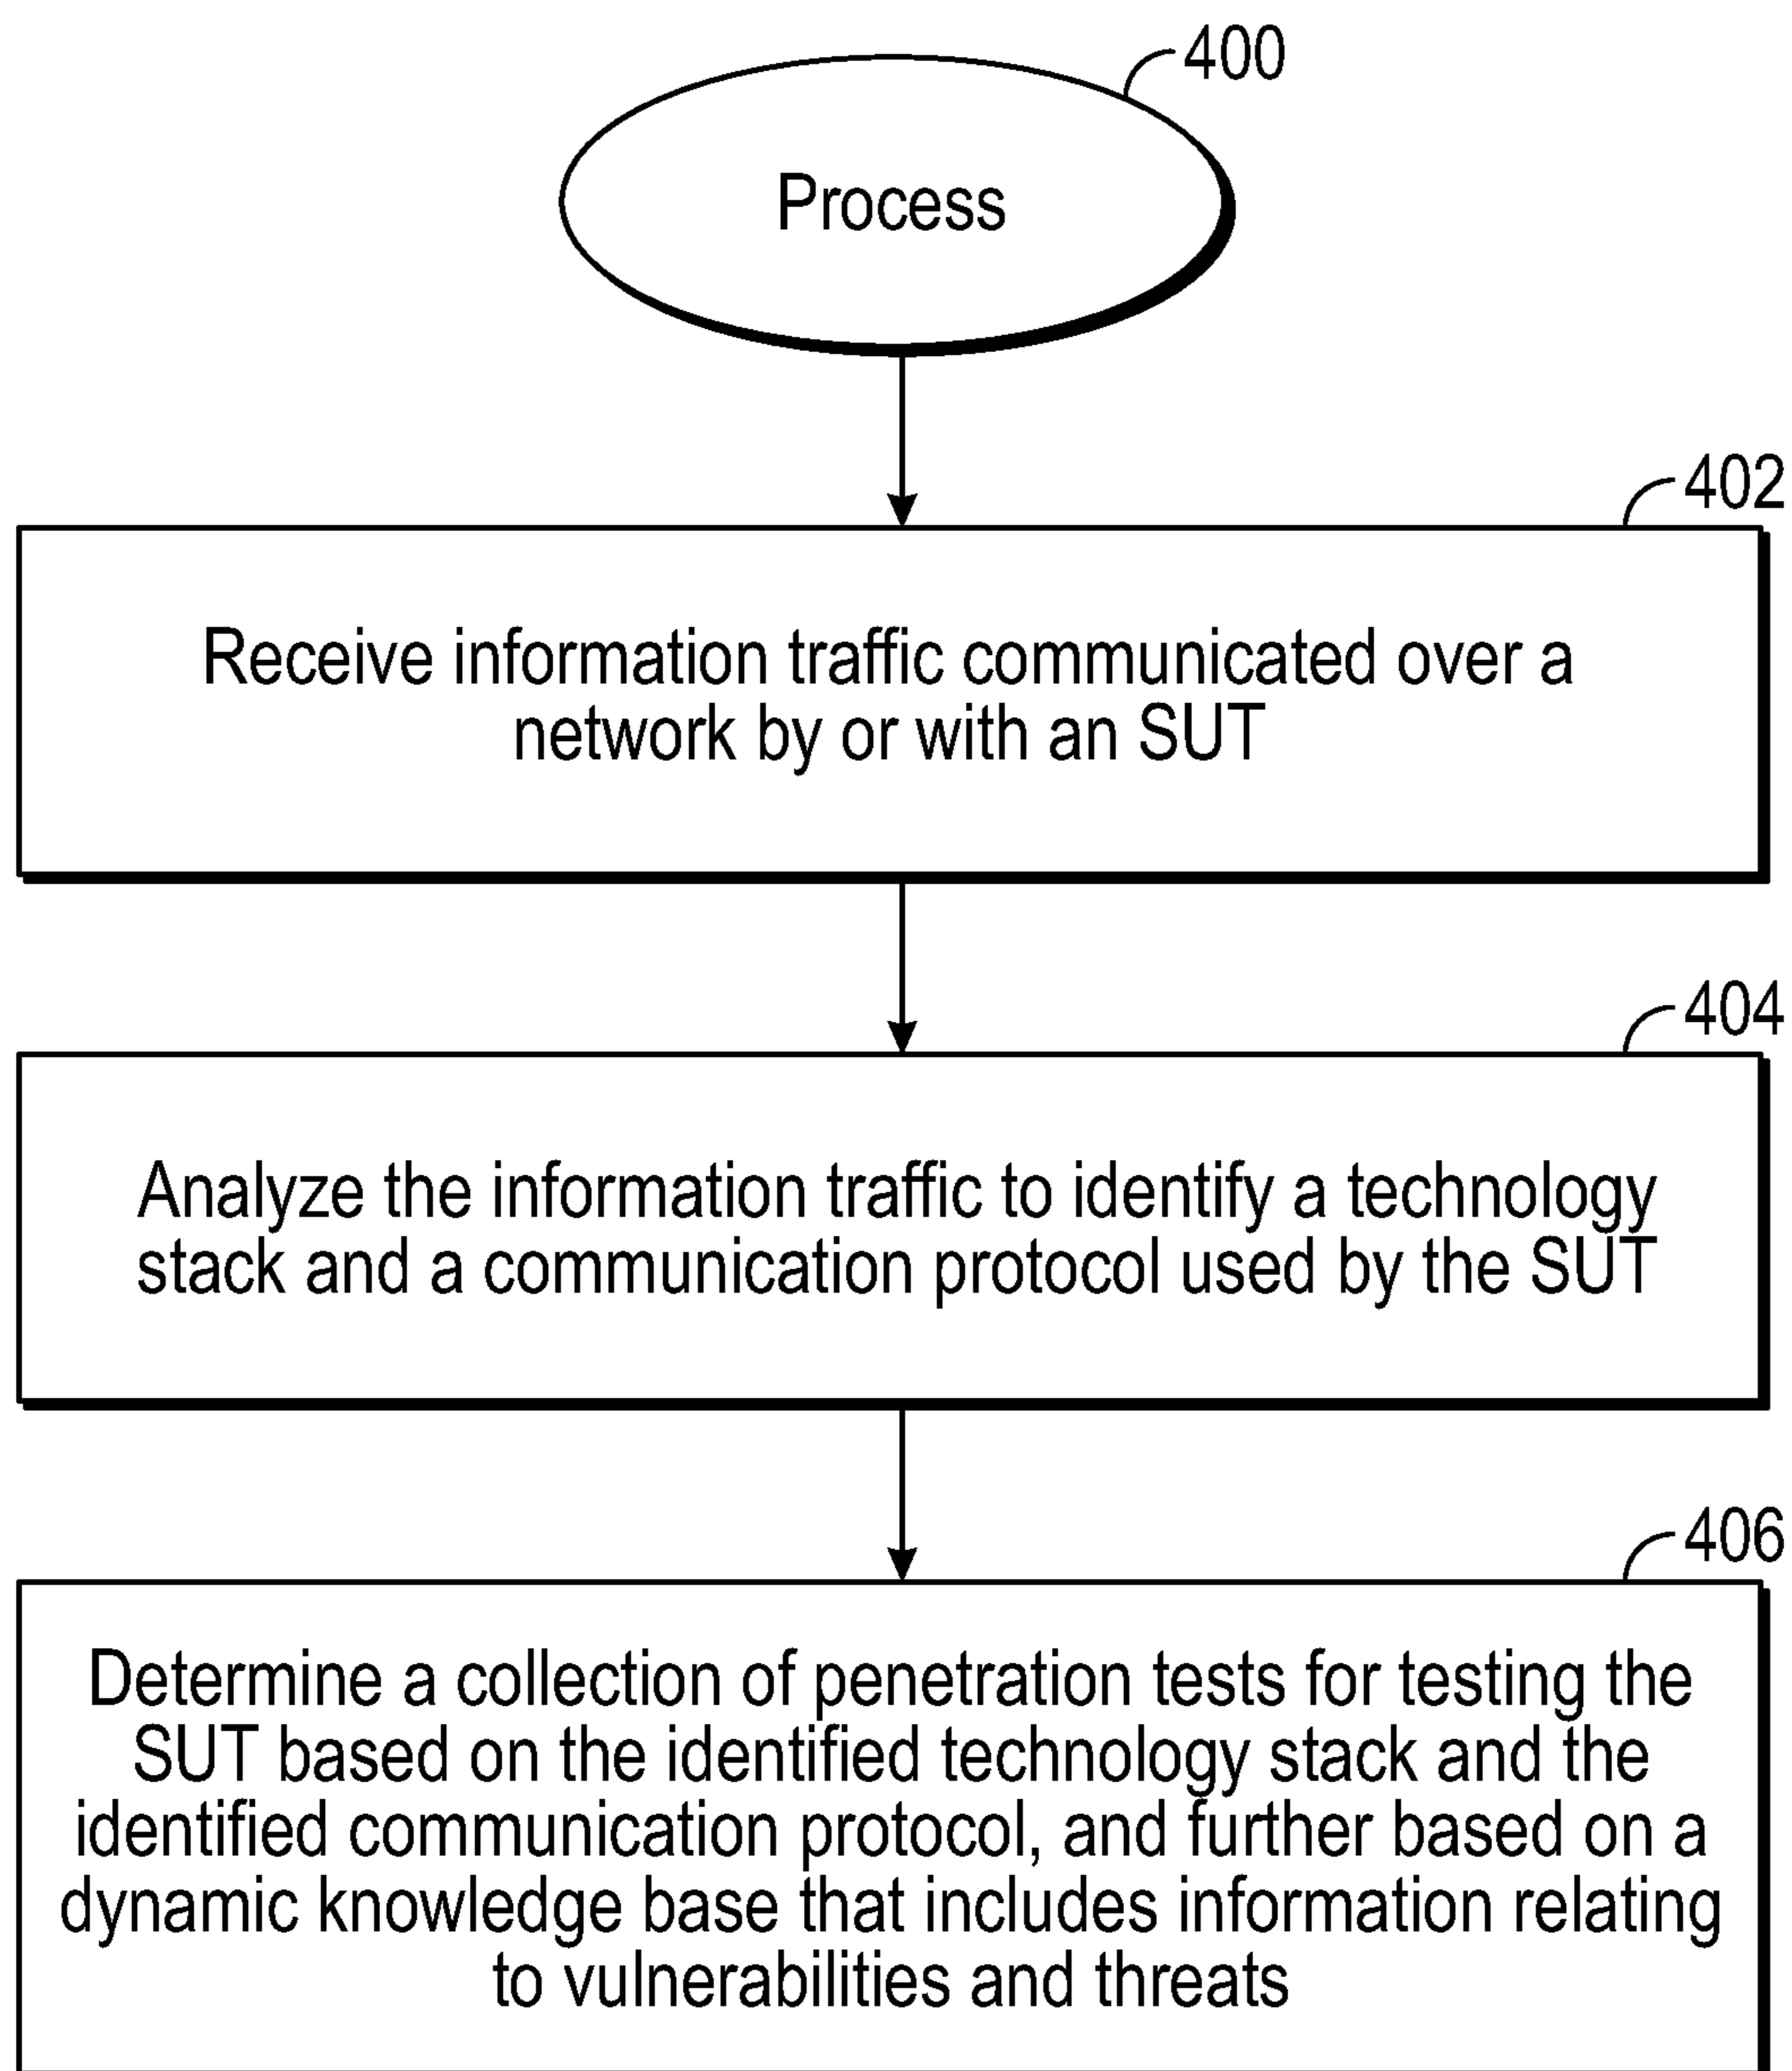 400
Process
402
Receive information traffic communicated over a
network by or with an SUT
404
Analyze the information traffic to identify a technology
stack and a communication protocol used by the SUT
406
Determine a collection of penetration tests for testing the
SUT based on the identified technology stack and the
identified communication protocol, and further based on a
dynamic knowledge base that includes information relating
to vulnerabilities and threats